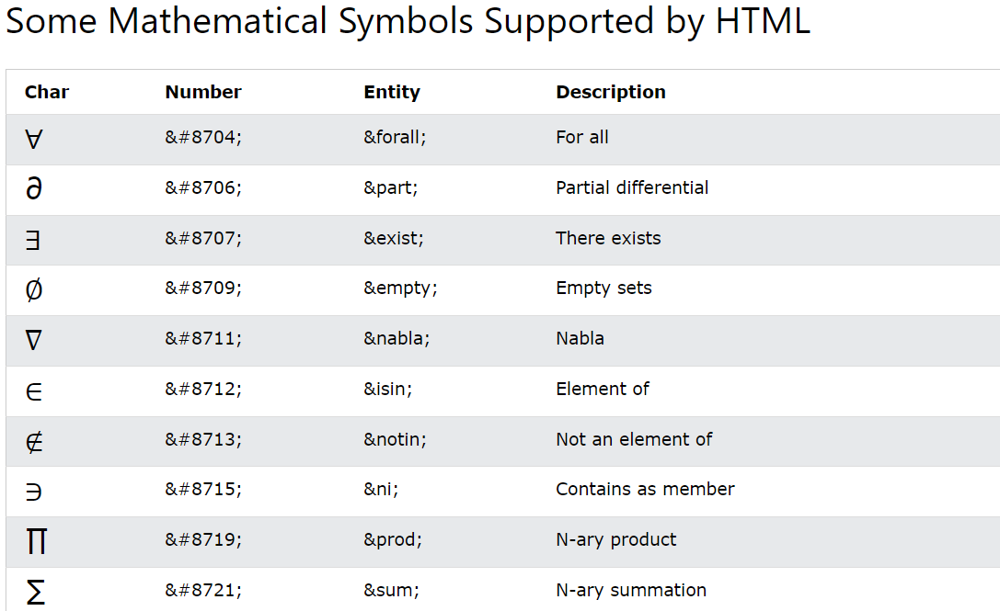 Some Mathematical Symbols Supported by HTML
Char Number Entity Description
∀ &#8704; &forall; For all
∂ &#8706; &part; Partial differential
∃ &#8707; &exist; There exists
∅ &#8709; &empty; Empty sets
∇ &#8711; &nabla; Nabla
∈ &#8712; &isin; Element of
∉ &#8713; &notin; Not an element of
∋ &#8715; &ni; Contains as member
∏ &#8719; &prod; N-ary product
∑ &#8721; &sum; N-ary summation